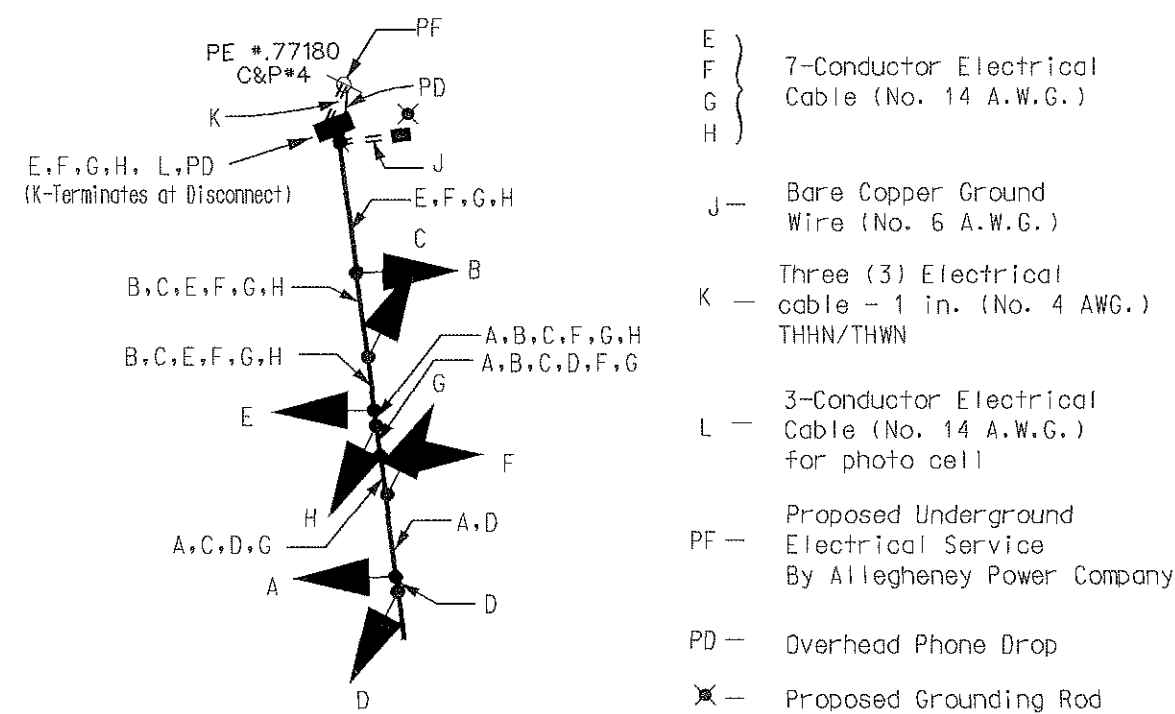 PF
PE #.77180
C&P#4
PD
K
J
E,F,G,H, L,PD
(K-Terminates at Disconnect)
E,F,G,H
C
B
B,C,E,F,G,H
B,C,E,F,G,H
A,B,C,F,G,H
A,B,C,D,F,G
G
E
F
H
A,C,D,G
A,D
A
D
D
E
F
G
H
7-Conductor Electrical
Cable (No. 14 A.W.G.)
J — Bare Copper Ground
Wire (No. 6 A.W.G.)
K — Three (3) Electrical
cable - 1 in. (No. 4 AWG.)
THHN/THWN
L — 3-Conductor Electrical
Cable (No. 14 A.W.G.)
for photo cell
PF — Proposed Underground
Electrical Service
By Allegheney Power Company
PD — Overhead Phone Drop
— Proposed Grounding Rod